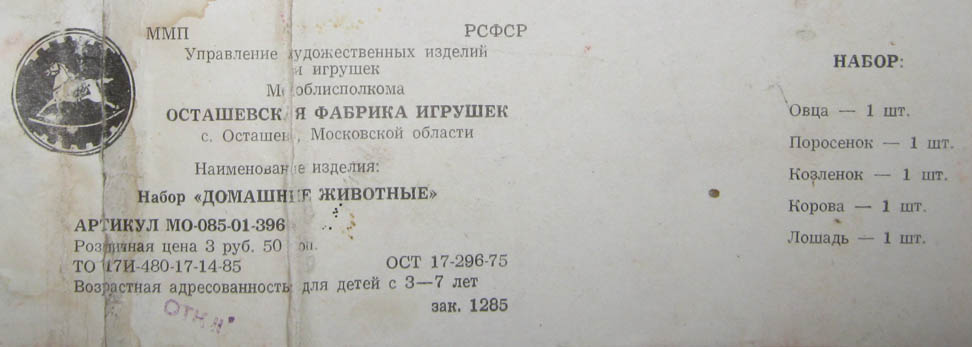 ММП РСФСР
Управление художественных изделий
и игрушек
Мособлисполкома
ОСТАШЕВСКАЯ ФАБРИКА ИГРУШЕК
с. Осташево, Московской области
Наименование изделия:
Набор «ДОМАШНИЕ ЖИВОТНЫЕ»
АРТИКУЛ МО-085-01-396
Розничная цена 3 руб. 50 коп.
ТО 17И-480-17-14-85 ОСТ 17-296-75
Возрастная адресованность: для детей с 3—7 лет
зак. 1285
ОТК
НАБОР:
Овца — 1 шт.
Поросенок — 1 шт.
Козленок — 1 шт.
Корова — 1 шт.
Лошадь — 1 шт.